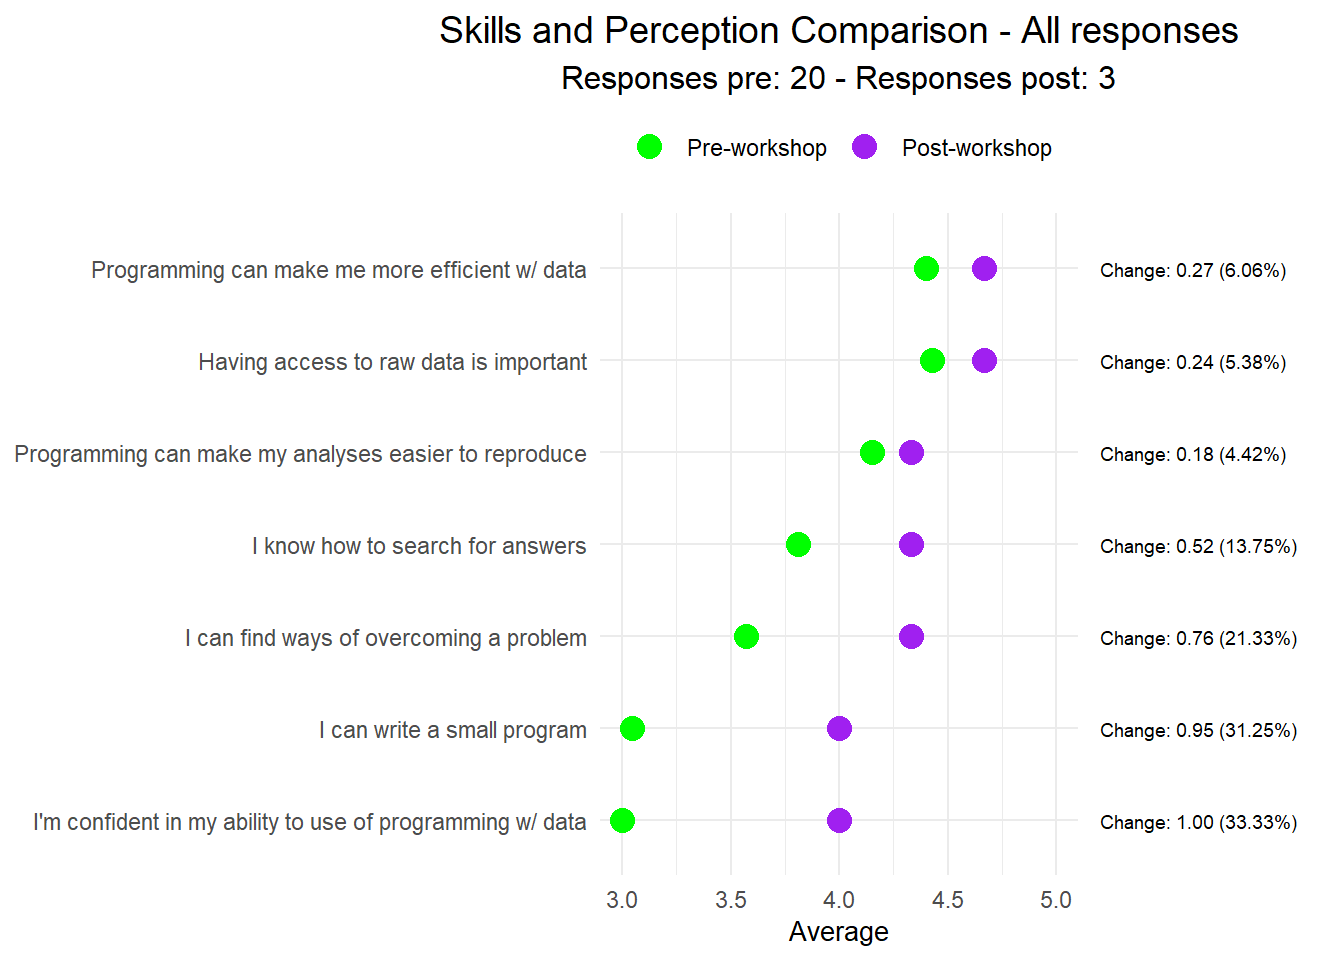 Skills and Perception Comparison - All responses
Responses pre: 20 - Responses post: 3
Pre-workshop Post-workshop
Programming can make me more efficient w/ data Change: 0.27 (6.06%)
Having access to raw data is important Change: 0.24 (5.38%)
Programming can make my analyses easier to reproduce Change: 0.18 (4.42%)
I know how to search for answers Change: 0.52 (13.75%)
I can find ways of overcoming a problem Change: 0.76 (21.33%)
I can write a small program Change: 0.95 (31.25%)
I'm confident in my ability to use of programming w/ data Change: 1.00 (33.33%)
3.0 3.5 4.0 4.5 5.0
Average